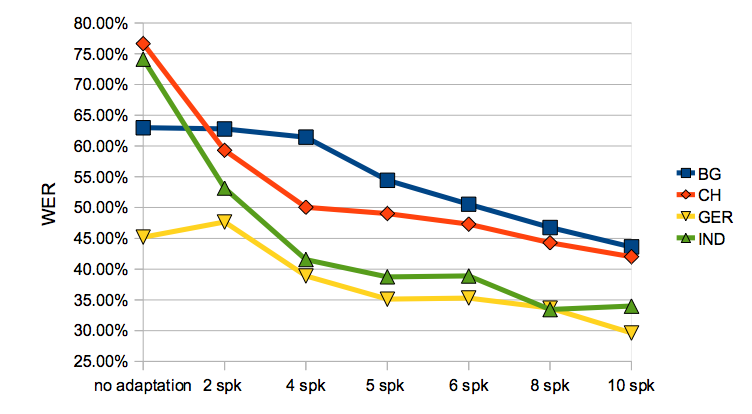 80.00%
75.00%
70.00%
65.00%
60.00%
55.00%
50.00%
45.00%
40.00%
35.00%
30.00%
25.00%
WER
no adaptation 2 spk 4 spk 5 spk 6 spk 8 spk 10 spk
BG
CH
GER
IND